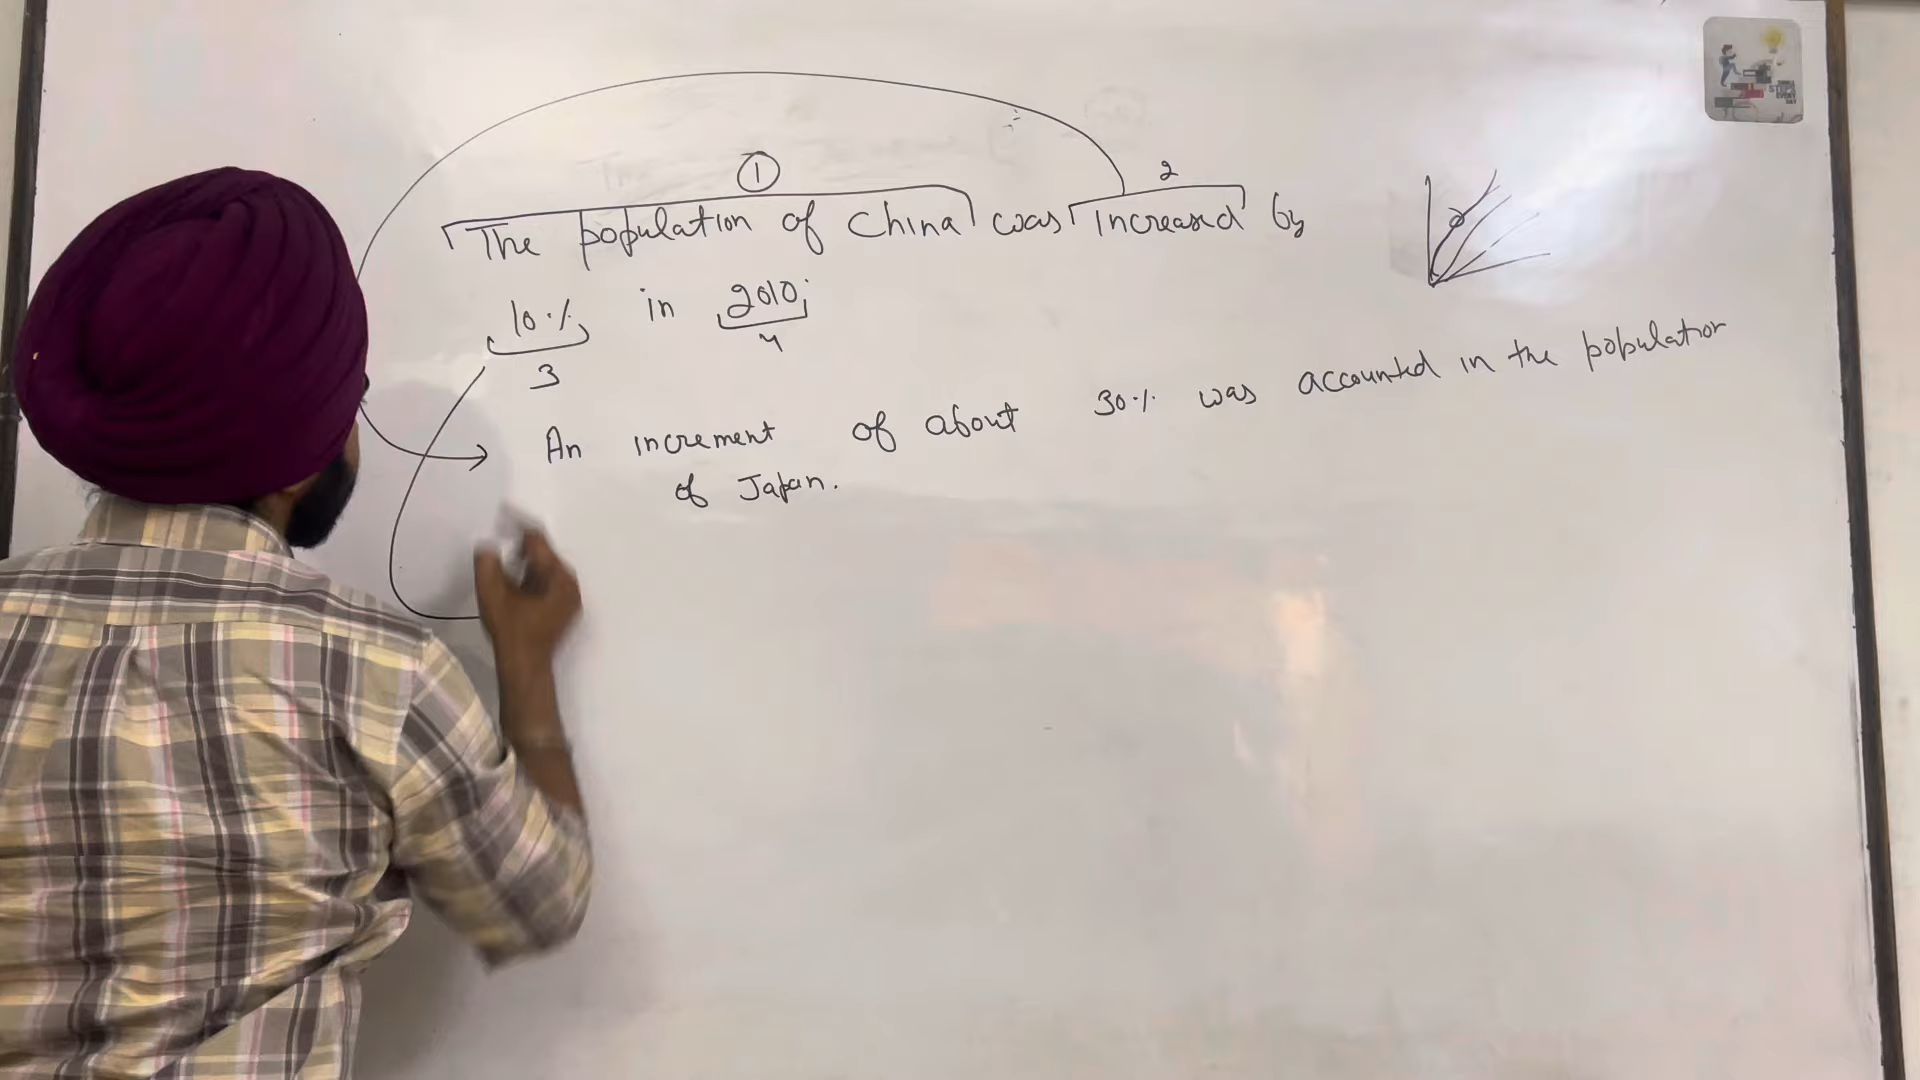 ①
2
The population of China was increased by
10% in 2010;
3
4
An increment of about 30% was accounted in the population
of Japan.